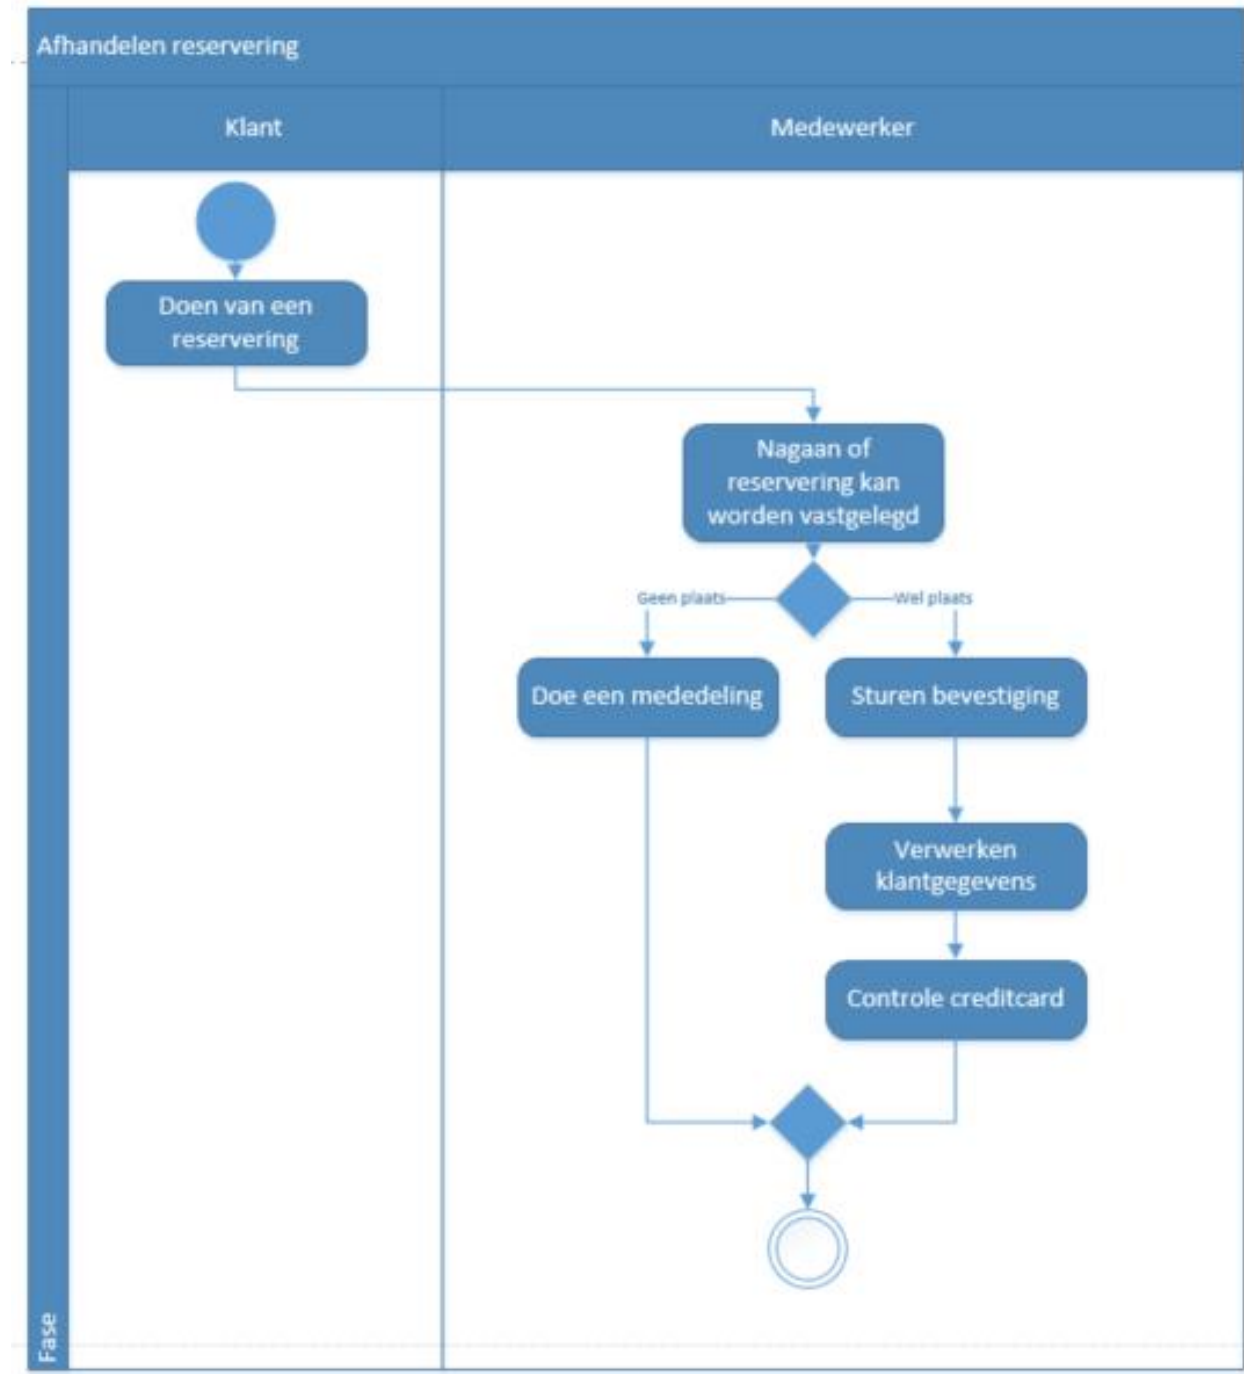 Afhandelen reservering
Klant
Medewerker
Doen van een
reservering
Nagaan of
reservering kan
worden vastgelegd
Geen plaats
Wel plaats
Doe een mededeling
Sturen bevestiging
Verwerken
klantgegevens
Controle creditcard
Fase